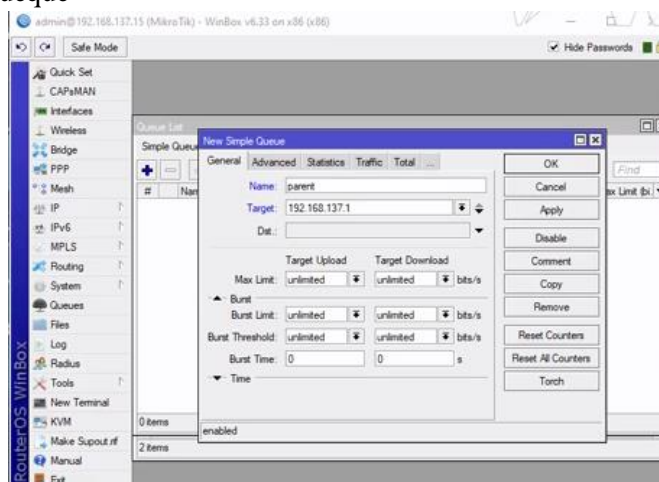 admin@192.168.137.15 (MikroTik) - WinBox v6.33 on x86 (x86)
Safe Mode
Hide Passwords
Quick Set
CAPsMAN
Interfaces
Wireless
Bridge
PPP
Mesh
IP
IPv6
MPLS
Routing
System
Queues
Files
Log
Radius
Tools
New Terminal
KVM
Make Supout.rif
Manual
Exit
RouterOS WinBox
Queue List
Simple Queu
#
Nam
Find
ax Limit (bi...
0 items
2 items
New Simple Queue
General Advanced Statistics Traffic Total ...
Name: parent
Target: 192.168.137.1
Dst.:
Target Upload Target Download
Max Limit: unlimited unlimited bits/s
Burst
Burst Limit: unlimited unlimited bits/s
Burst Threshold: unlimited unlimited bits/s
Burst Time: 0 0 s
Time
enabled
OK
Cancel
Apply
Disable
Comment
Copy
Remove
Reset Counters
Reset All Counters
Torch